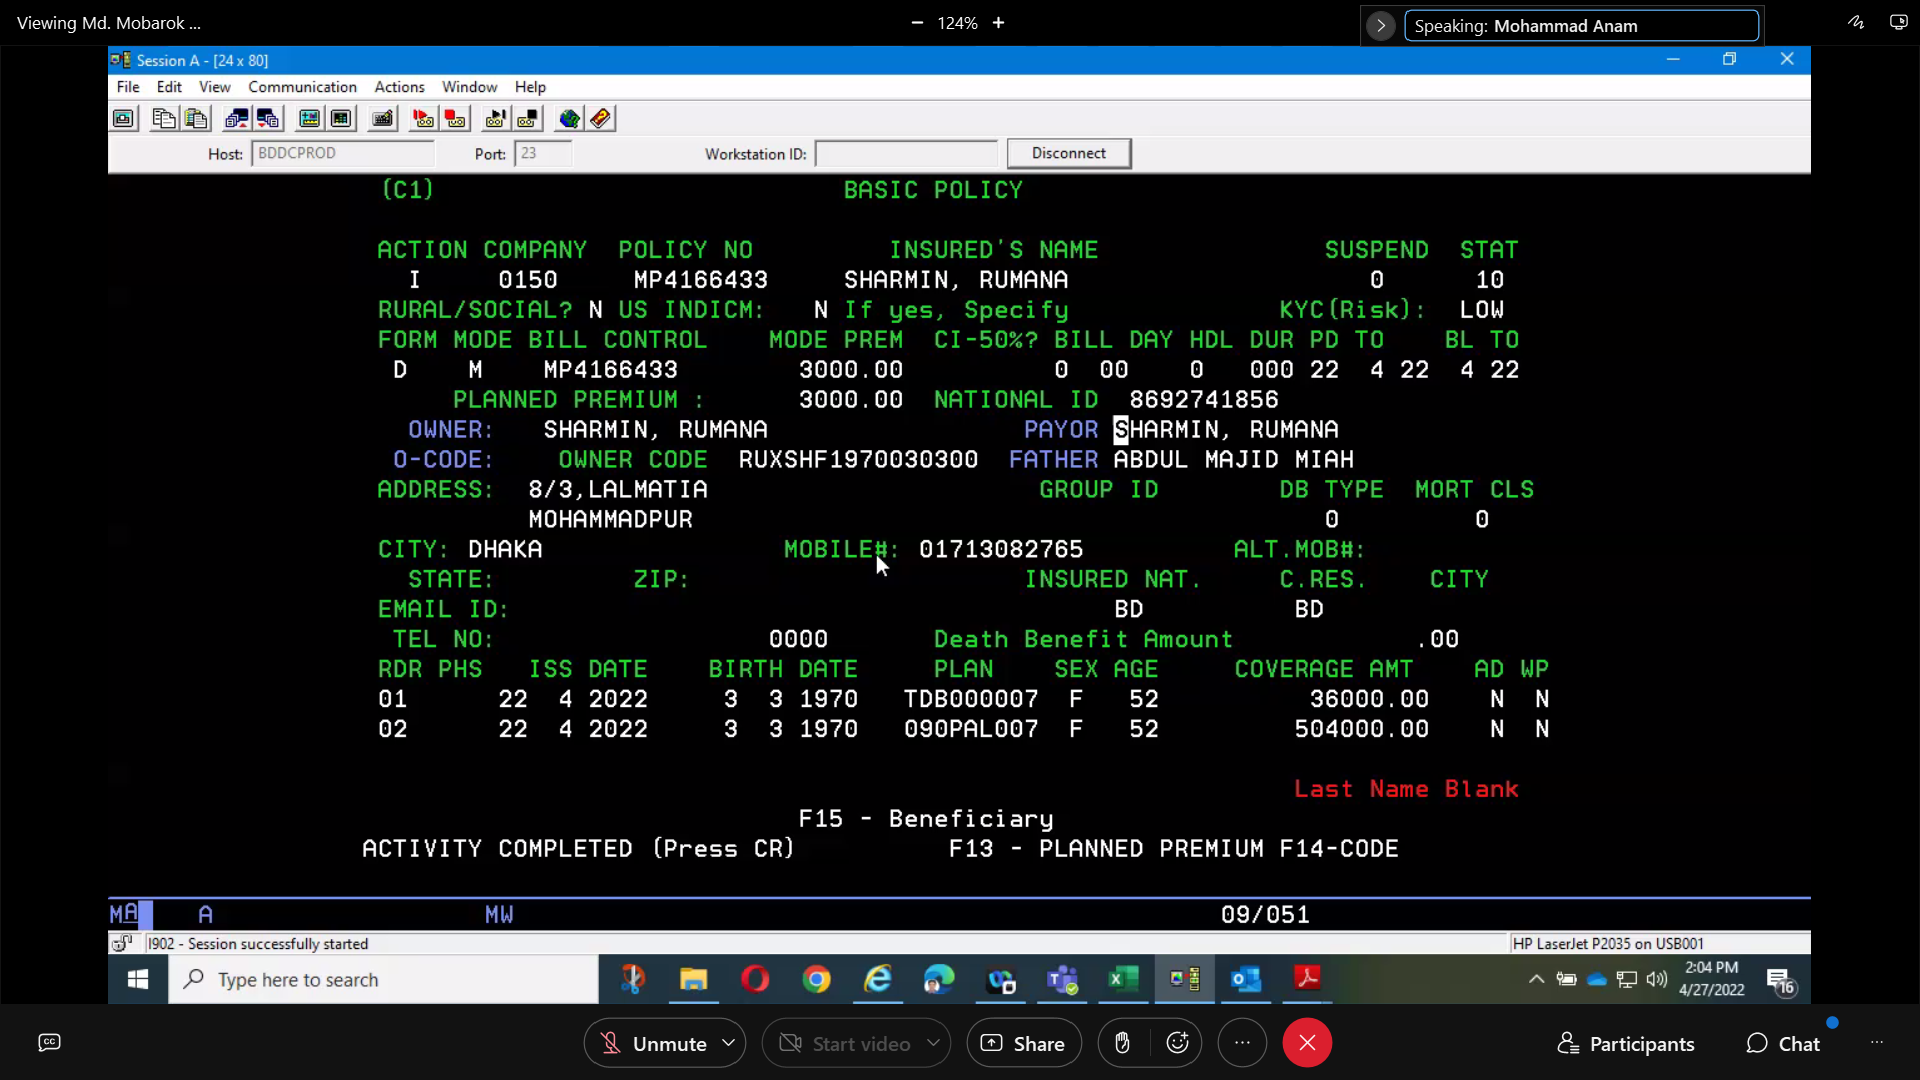 Viewing Md. Mobarok ...
124%
Speaking: Mohammad Anam
Session A - [24 x 80]
File Edit View Communication Actions Window Help
Host: BDDCPROD Port: 23 Workstation ID: Disconnect
(C1) BASIC POLICY
ACTION COMPANY POLICY NO INSURED'S NAME SUSPEND STAT
I 0150 MP4166433 SHARMIN, RUMANA 0 10
RURAL/SOCIAL? N US INDICM: N If yes, Specify KYC(Risk): LOW
FORM MODE BILL CONTROL MODE PREM CI-50%? BILL DAY HDL DUR PD TO BL TO
D M MP4166433 3000.00 0 00 0 000 22 4 22 4 22
PLANNED PREMIUM : 3000.00 NATIONAL ID 8692741856
OWNER: SHARMIN, RUMANA PAYOR SHARMIN, RUMANA
O-CODE: OWNER CODE RUXSHF1970030300 FATHER ABDUL MAJID MIAH
ADDRESS: 8/3,LALMATIA GROUP ID DB TYPE MORT CLS
MOHAMMADPUR 0 0
CITY: DHAKA MOBILE#: 01713082765 ALT.MOB#:
STATE: ZIP: INSURED NAT. C.RES. CITY
EMAIL ID: BD BD
TEL NO: 0000 Death Benefit Amount .00
RDR PHS ISS DATE BIRTH DATE PLAN SEX AGE COVERAGE AMT AD WP
01 22 4 2022 3 3 1970 TDB000007 F 52 36000.00 N N
02 22 4 2022 3 3 1970 090PAL007 F 52 504000.00 N N
Last Name Blank
F15 - Beneficiary
ACTIVITY COMPLETED (Press CR) F13 - PLANNED PREMIUM F14-CODE
MA A MW 09/051
I902 - Session successfully started HP LaserJet P2035 on USB001
Type here to search
2:04 PM
4/27/2022
16
CC Unmute Start video Share Participants Chat